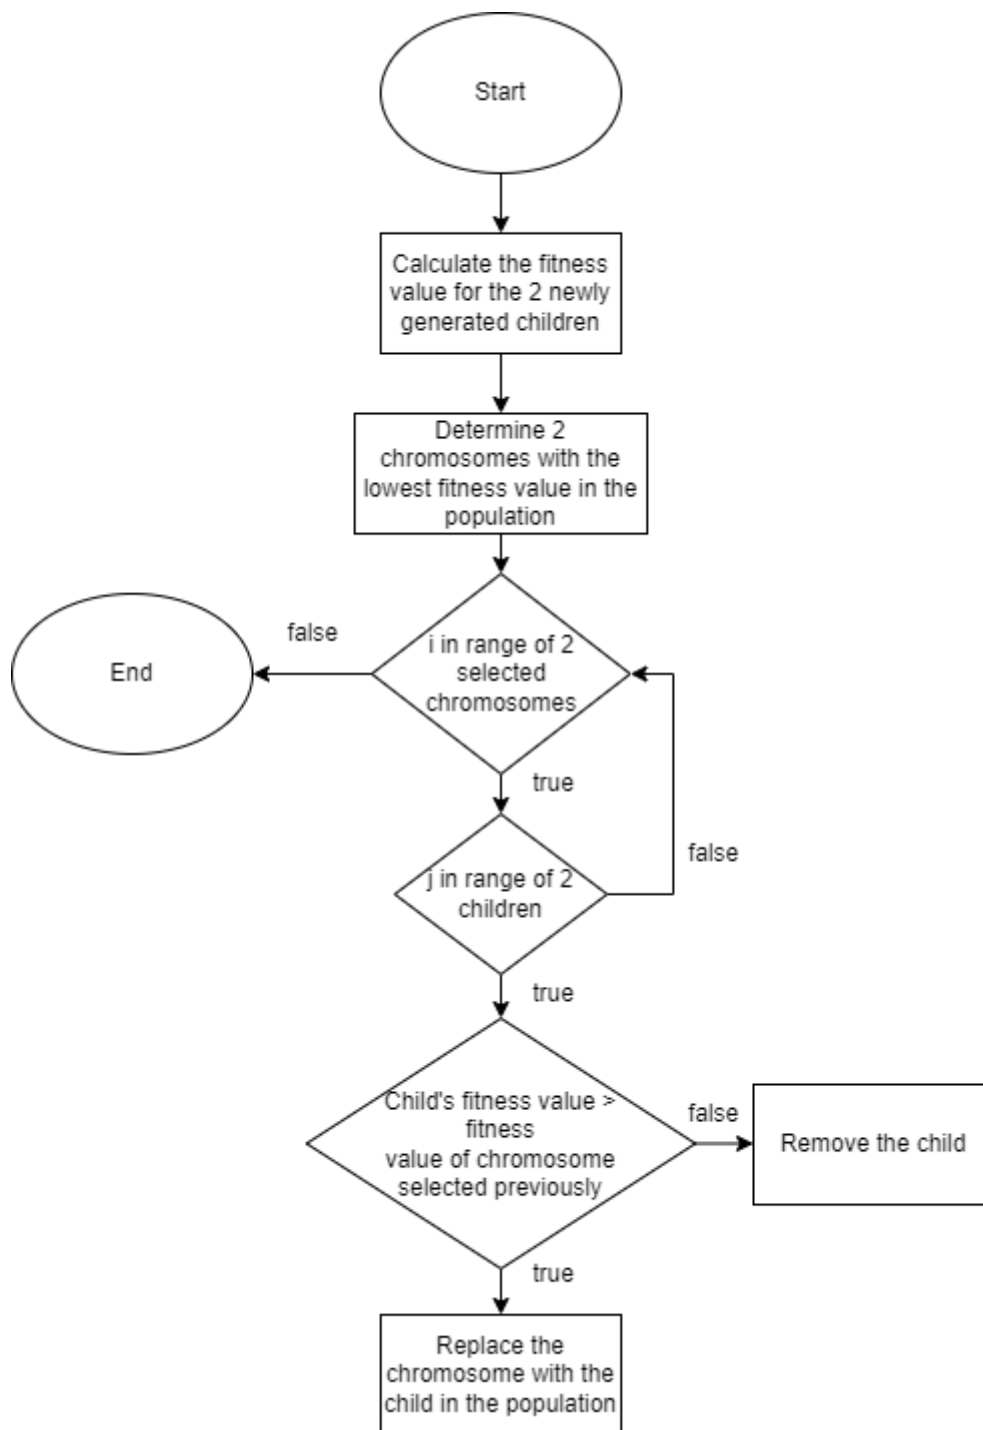 Start
Calculate the fitness
value for the 2 newly
generated children
Determine 2
chromosomes with the
lowest fitness value in the
population
false
i in range of 2
selected
chromosomes
End
true
j in range of 2
children
false
true
Child's fitness value >
fitness
value of chromosome
selected previously
false
Remove the child
true
Replace the
chromosome with the
child in the population